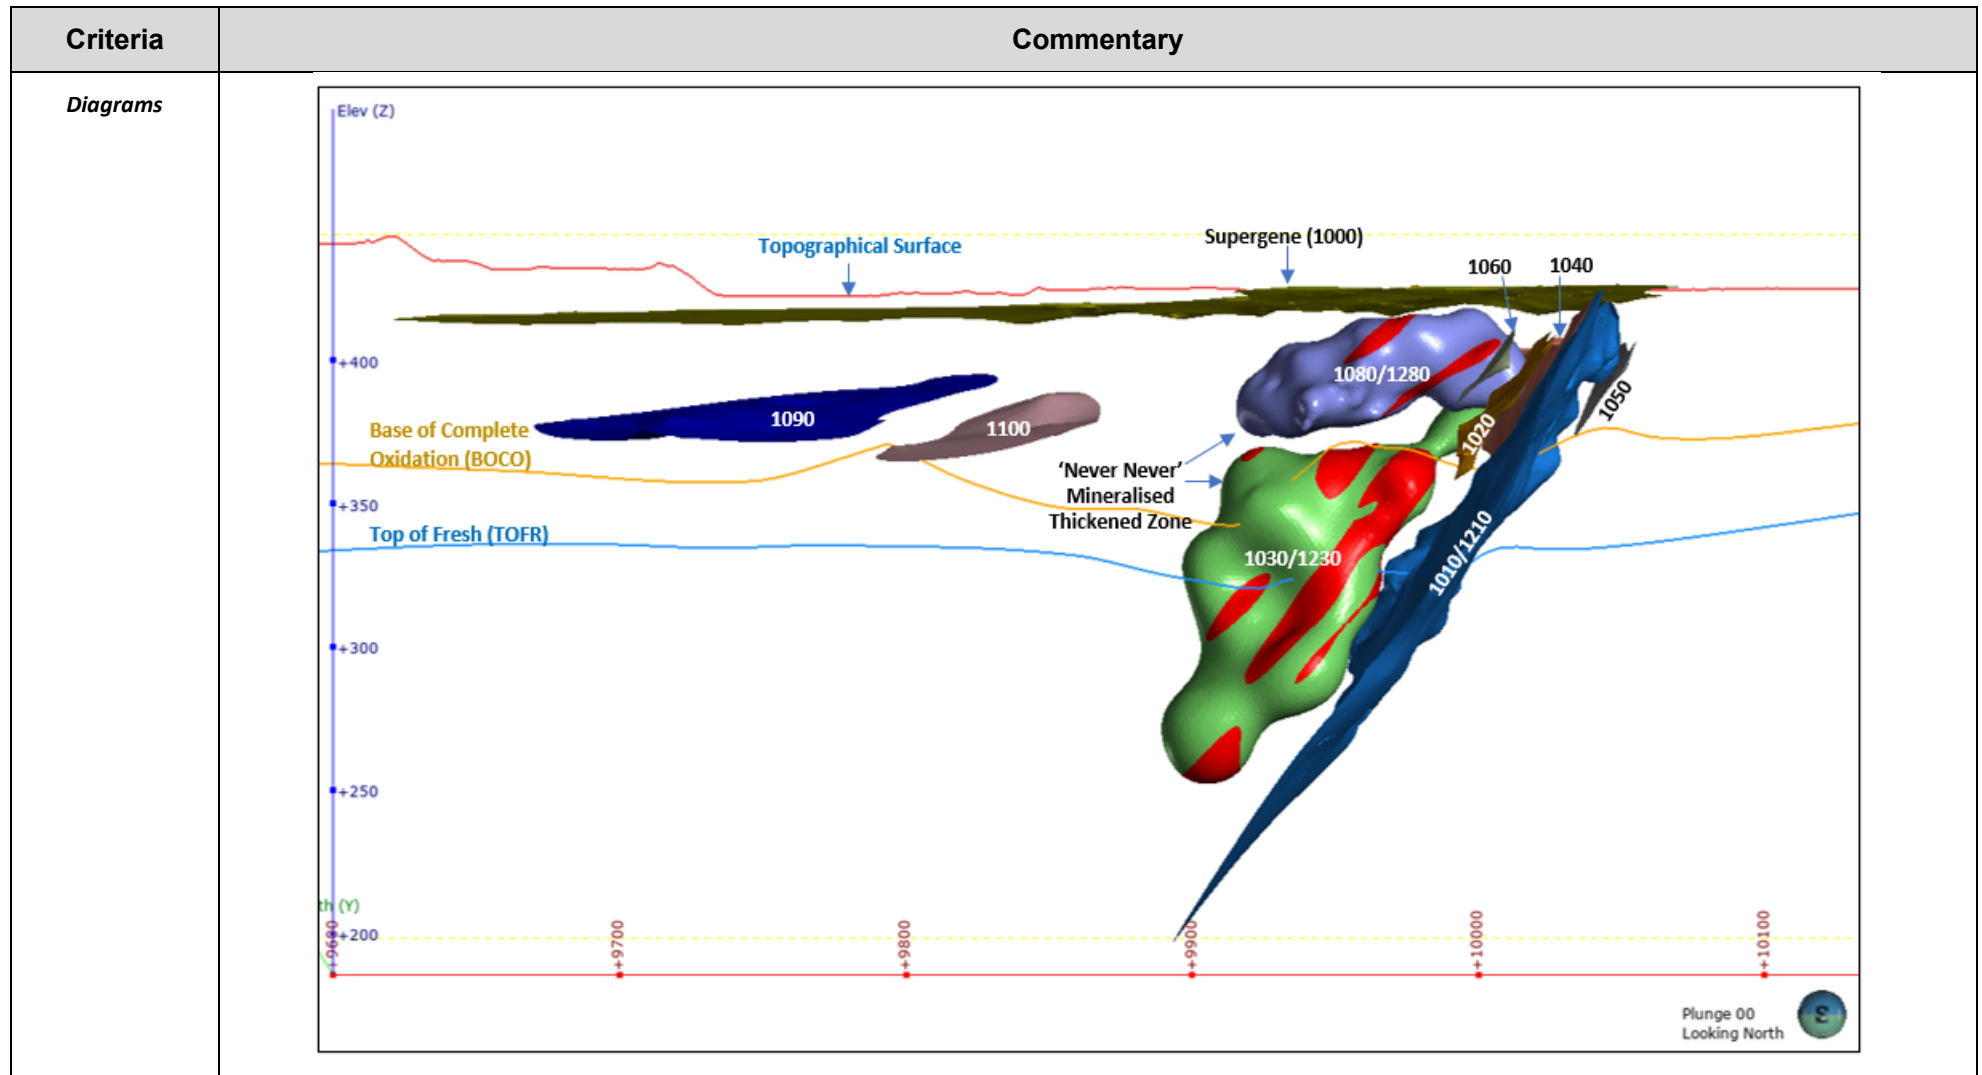 Criteria
Commentary
Diagrams
Elev (Z)
Topographical Surface
Supergene (1000)
1060
1040
+400
1080/1280
1050
1090
1100
1020
Base of Complete
Oxidation (BOCO)
'Never Never'
Mineralised
Thickened Zone
+350
Top of Fresh (TOFR)
1030/1230
1010/1210
+300
+250
th (Y)
+200
+9600
+9700
+9800
+9900
+10000
+10100
Plunge 00
Looking North